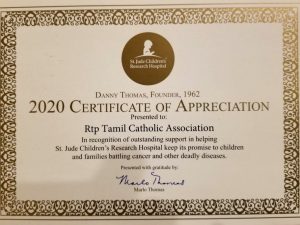 St. Jude Children's
Research Hospital
DANNY THOMAS, FOUNDER, 1962
2020 CERTIFICATE OF APPRECIATION
Presented to:
Rtp Tamil Catholic Association
In recognition of outstanding support in helping
St. Jude Children's Research Hospital keep its promise to children
and families battling cancer and other deadly diseases.
Presented with gratitude by:
Marlo Thomas
Marlo Thomas